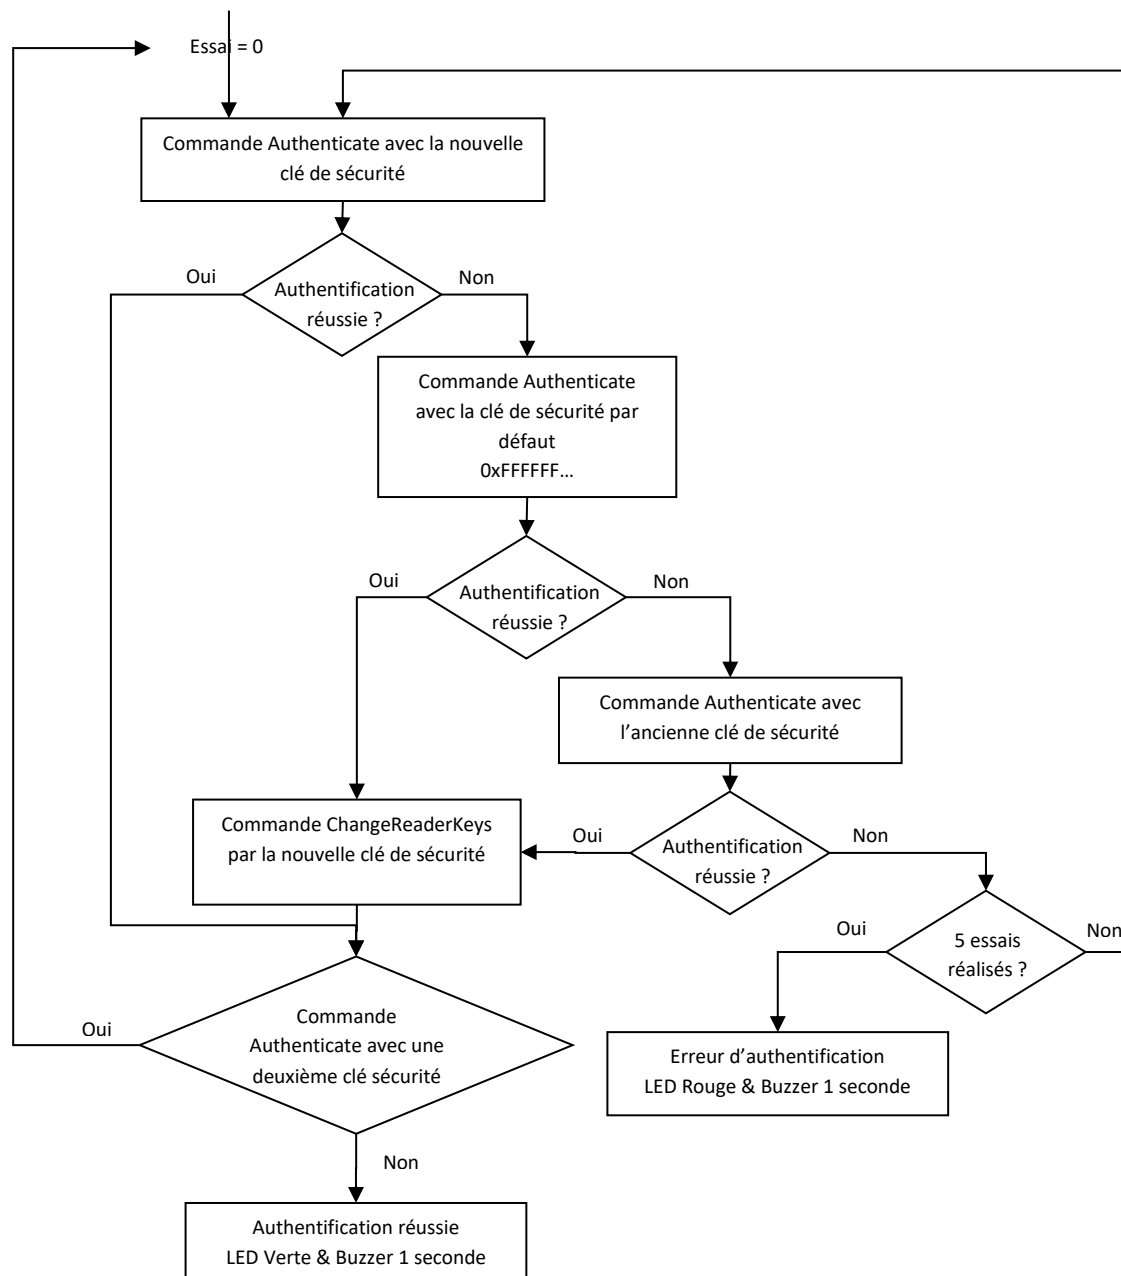 Essai = 0
Commande Authenticate avec la nouvelle
clé de sécurité
Oui
Non
Authentification
réussie ?
Commande Authenticate
avec la clé de sécurité par
défaut
0xFFFFFF…
Oui
Non
Authentification
réussie ?
Commande Authenticate avec
l’ancienne clé de sécurité
Commande ChangeReaderKeys
par la nouvelle clé de sécurité
Oui
Non
Authentification
réussie ?
Oui
Non
5 essais
réalisés ?
Oui
Commande
Authenticate avec une
deuxième clé sécurité
Erreur d’authentification
LED Rouge & Buzzer 1 seconde
Non
Authentification réussie
LED Verte & Buzzer 1 seconde